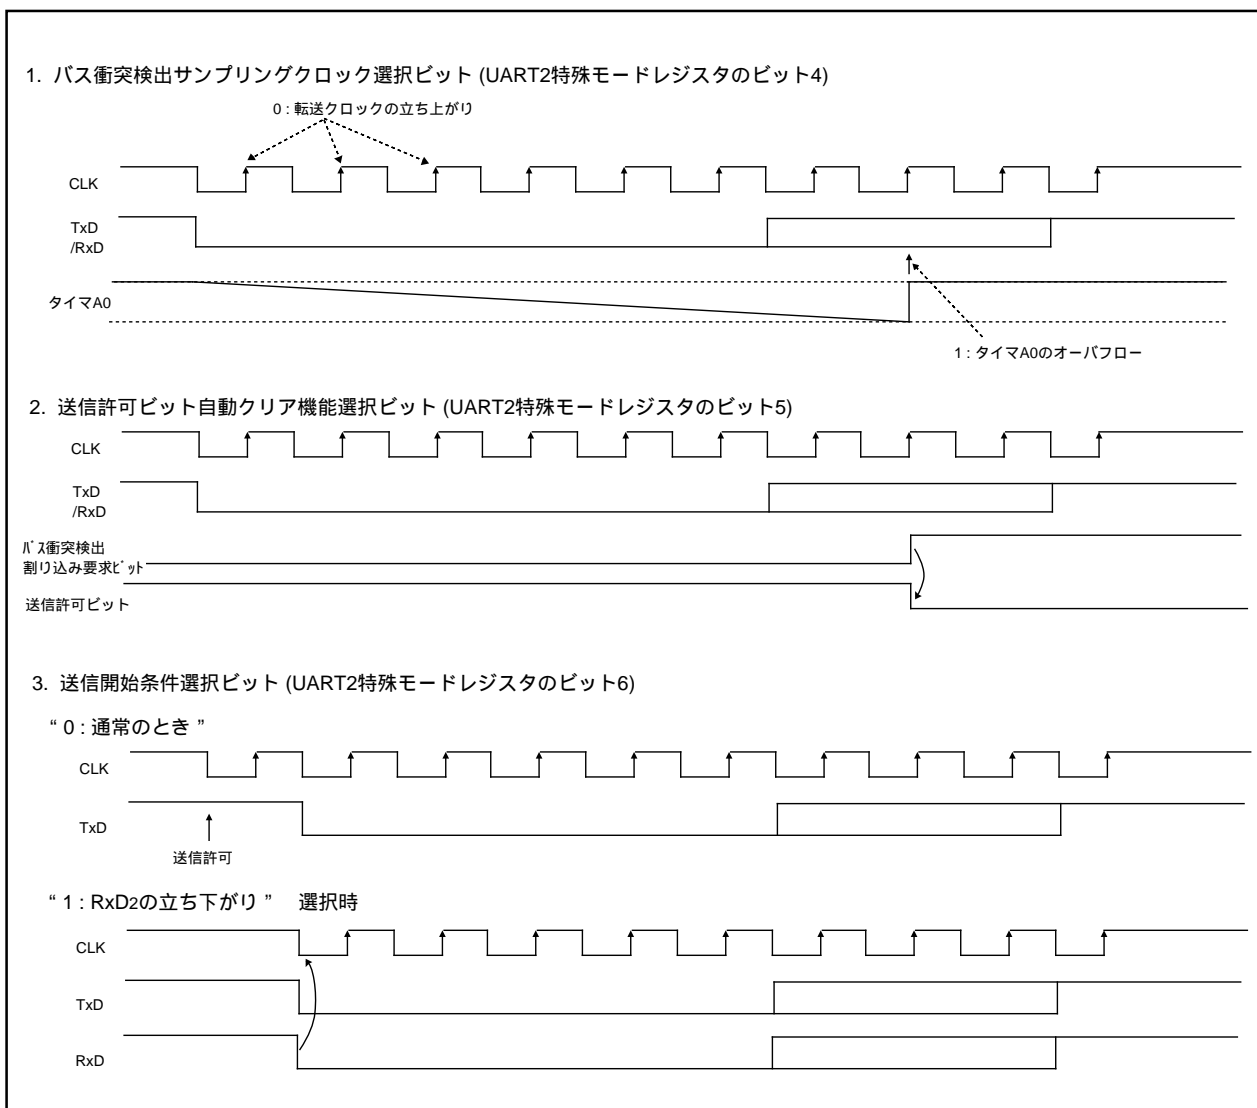 1. バス衝突検出サンプリングクロック選択ビット (UART2特殊モードレジスタのビット4)
0 : 転送クロックの立ち上がり
CLK
TxD
/RxD
タイマA0
1 : タイマA0のオーバフロー
2. 送信許可ビット自動クリア機能選択ビット (UART2特殊モードレジスタのビット5)
CLK
TxD
/RxD
バス衝突検出
割り込み要求ビット
送信許可ビット
3. 送信開始条件選択ビット (UART2特殊モードレジスタのビット6)
“ 0 : 通常のとき ”
CLK
TxD
送信許可
“ 1 : RxD2の立ち下がり ” 選択時
CLK
TxD
RxD